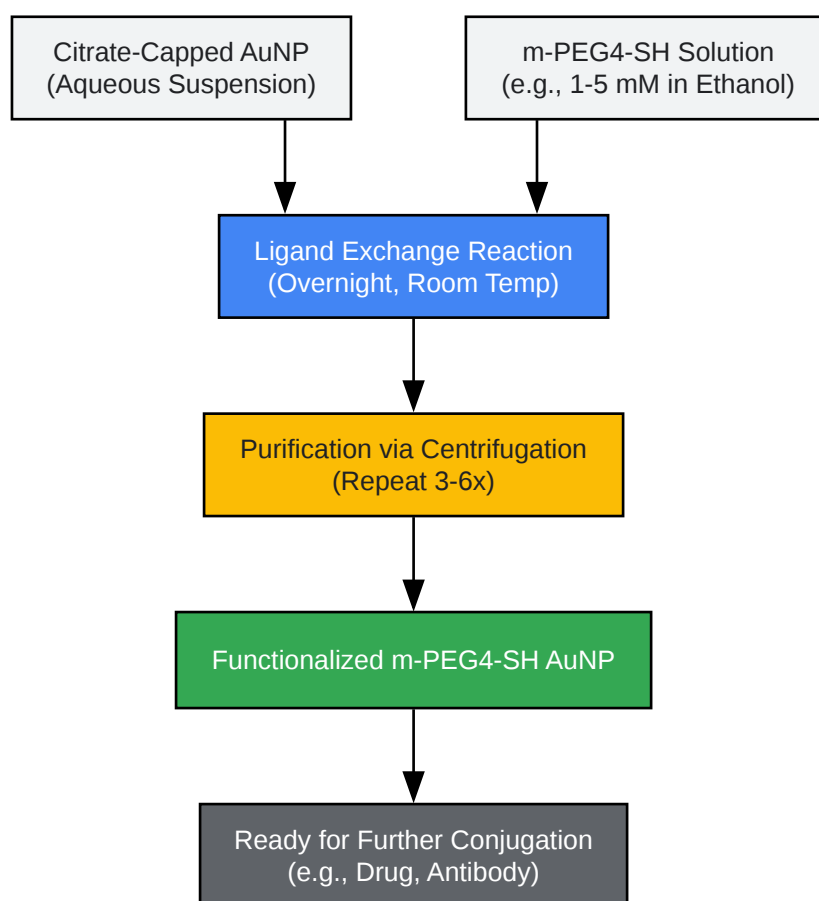 Citrate-Capped AuNP
(Aqueous Suspension)
m-PEG4-SH Solution
(e.g., 1-5 mM in Ethanol)
Ligand Exchange Reaction
(Overnight, Room Temp)
Purification via Centrifugation
(Repeat 3-6x)
Functionalized m-PEG4-SH AuNP
Ready for Further Conjugation
(e.g., Drug, Antibody)